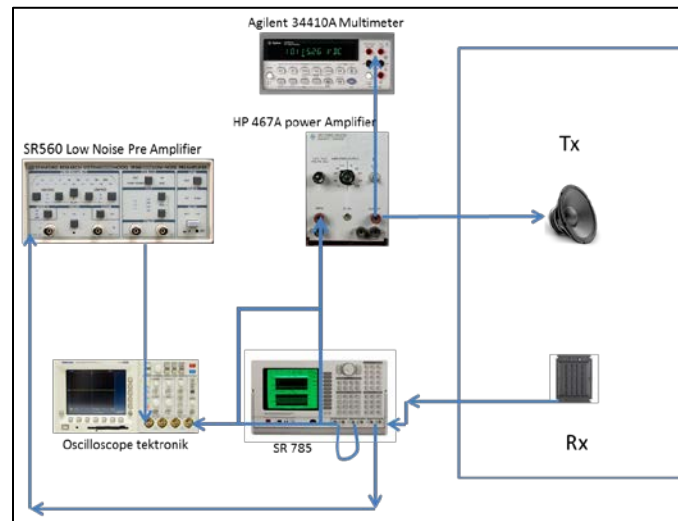 Agilent 34410A Multimeter
HP 467A power Amplifier
SR560 Low Noise Pre Amplifier
Tx
Oscilloscope tektronik
SR 785
Rx